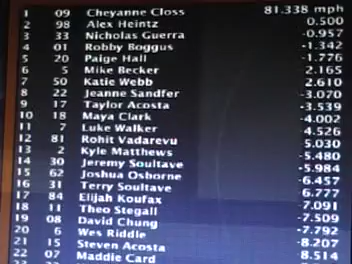 1 09 Cheyanne Closs 81.338 mph
2 98 Alex Heintz 0.500
3 33 Nicholas Guerra -0.957
4 01 Robby Boggus -1.342
5 20 Paige Hall -1.776
6 5 Mike Becker 2.165
7 50 Katie Webb 2.610
8 22 Jeanne Sandfer -3.070
9 17 Taylor Acosta -3.539
10 18 Maya Clark -4.002
11 7 Luke Walker 4.526
12 81 Rohit Vadarevu 5.030
13 2 Kyle Matthews -5.480
14 30 Jeremy Soultave -5.984
15 62 Joshua Osborne -6.457
16 31 Terry Soultave 6.777
17 84 Elijah Koufax 7.091
18 11 Theo Stegall -7.509
19 08 David Chung -7.792
20 6 Wes Riddle -8.207
21 15 Steven Acosta 8.514
22 07 Maddie Card